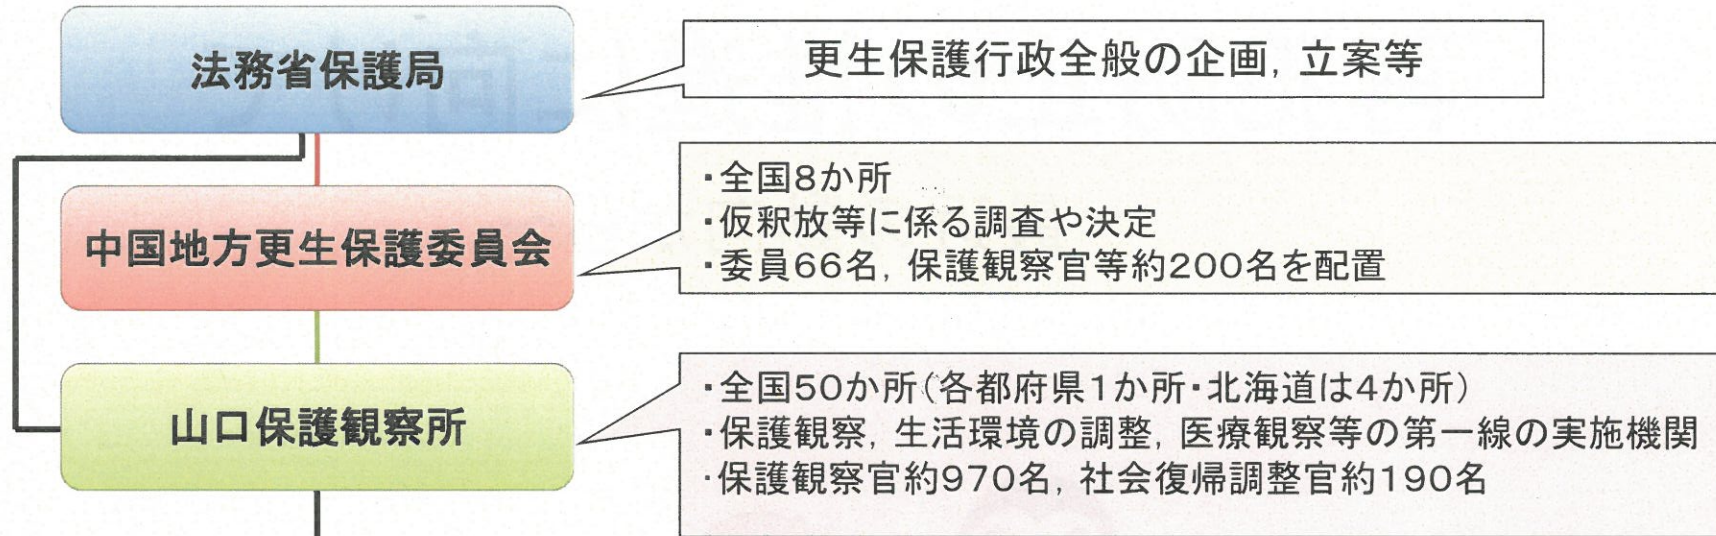 法務省保護局
更生保護行政全般の企画，立案等
中国地方更生保護委員会
・全国8か所
・仮釈放等に係る調査や決定
・委員66名，保護観察官等約200名を配置
山口保護観察所
・全国50か所（各都府県1か所・北海道は4か所）
・保護観察，生活環境の調整，医療観察等の第一線の実施機関
・保護観察官約970名，社会復帰調整官約190名